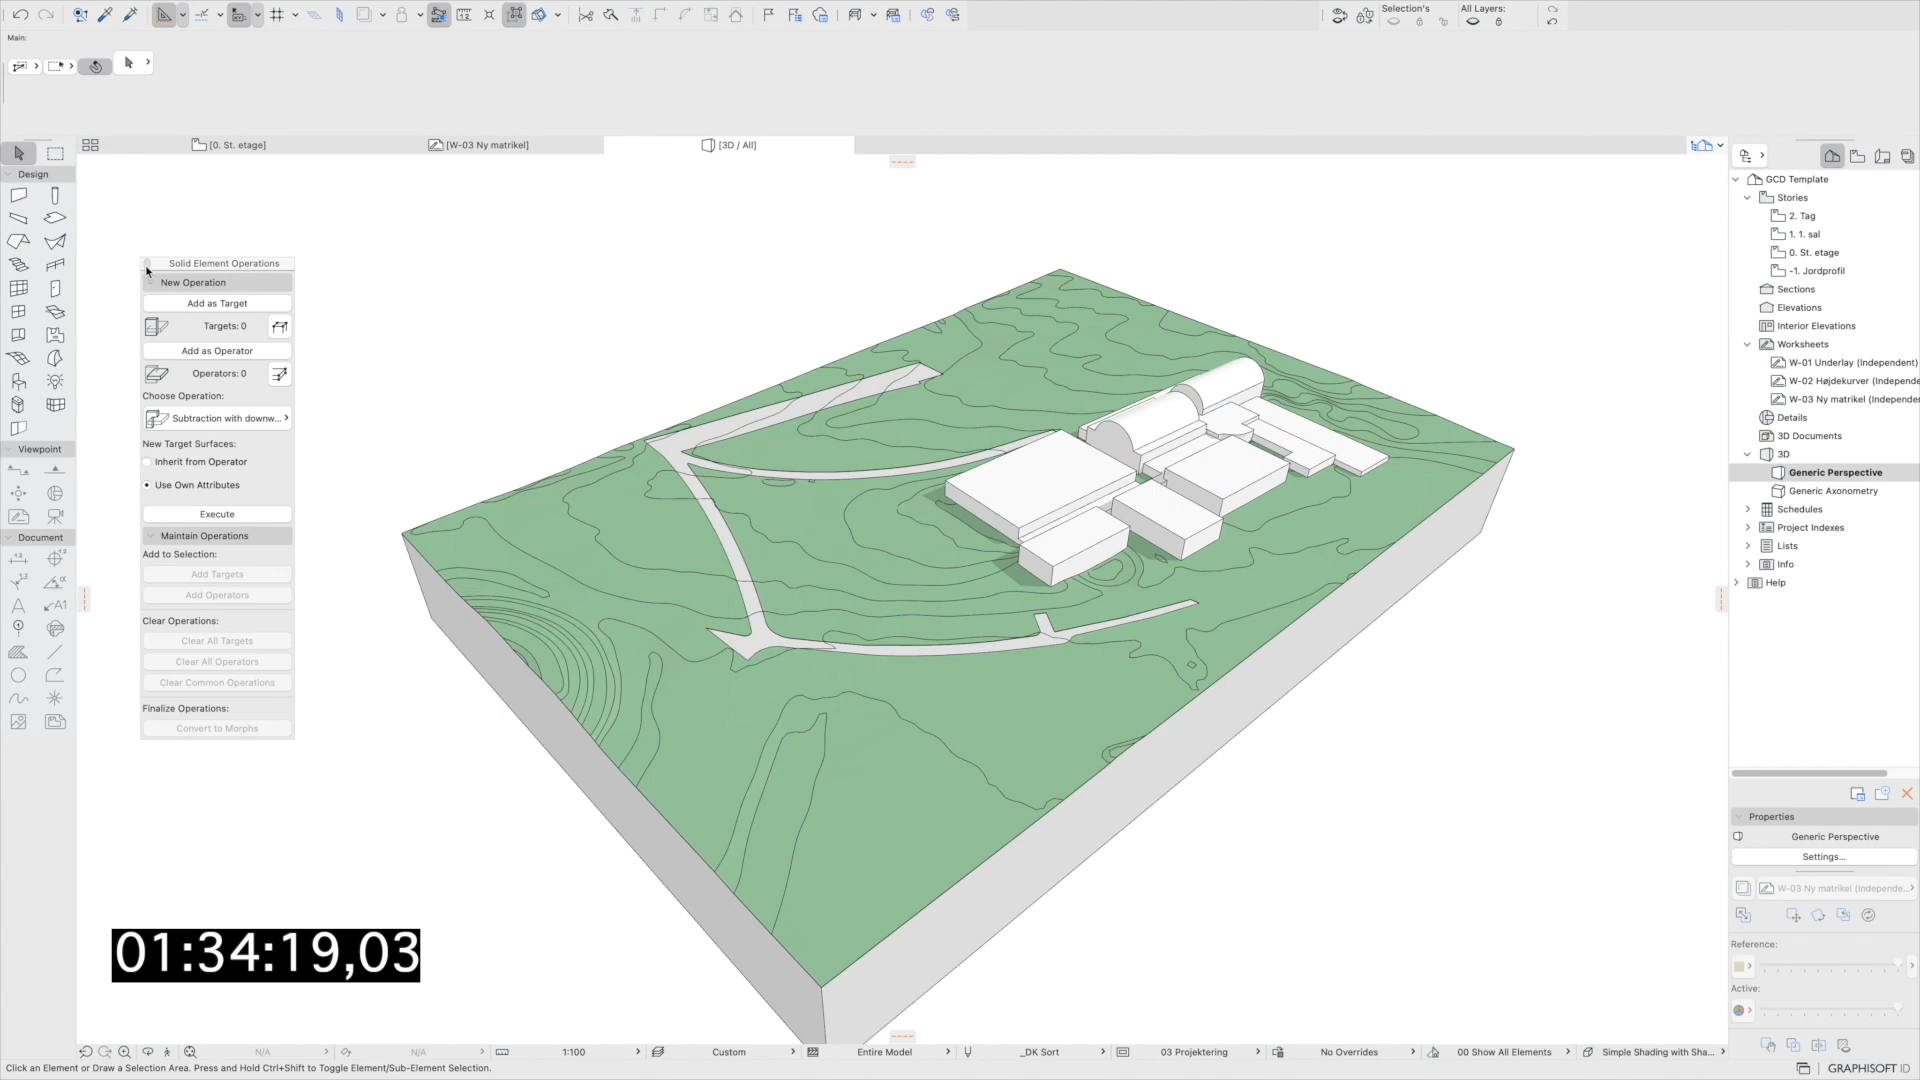 Selection's
All Layers:
Main:
[0. St. etage]
[W-03 Ny matrikel]
[3D / All]
Design
Viewpoint
Document
Solid Element Operations
New Operation
Add as Target
Targets: 0
Add as Operator
Operators: 0
Choose Operation:
Subtraction with downw...
New Target Surfaces:
Inherit from Operator
Use Own Attributes
Execute
Maintain Operations
Add to Selection:
Add Targets
Add Operators
Clear Operations:
Clear All Targets
Clear All Operators
Clear Common Operations
Finalize Operations:
Convert to Morphs
01:34:19,03
GCD Template
Stories
2. Tag
1. 1. sal
0. St. etage
-1. Jordprofil
Sections
Elevations
Interior Elevations
Worksheets
W-01 Underlay (Independent)
W-02 Højdekurver (Independe
W-03 Ny matrikel (Independer
Details
3D Documents
3D
Generic Perspective
Generic Axonometry
Schedules
Project Indexes
Lists
Info
Help
Properties
Generic Perspective
Settings...
W-03 Ny matrikel (Independe...
Reference:
Active:
N/A
N/A
1:100
Custom
Entire Model
_DK Sort
03 Projektering
No Overrides
00 Show All Elements
Simple Shading with Sha...
Click an Element or Draw a Selection Area. Press and Hold Ctrl+Shift to Toggle Element/Sub-Element Selection.
GRAPHISOFT ID